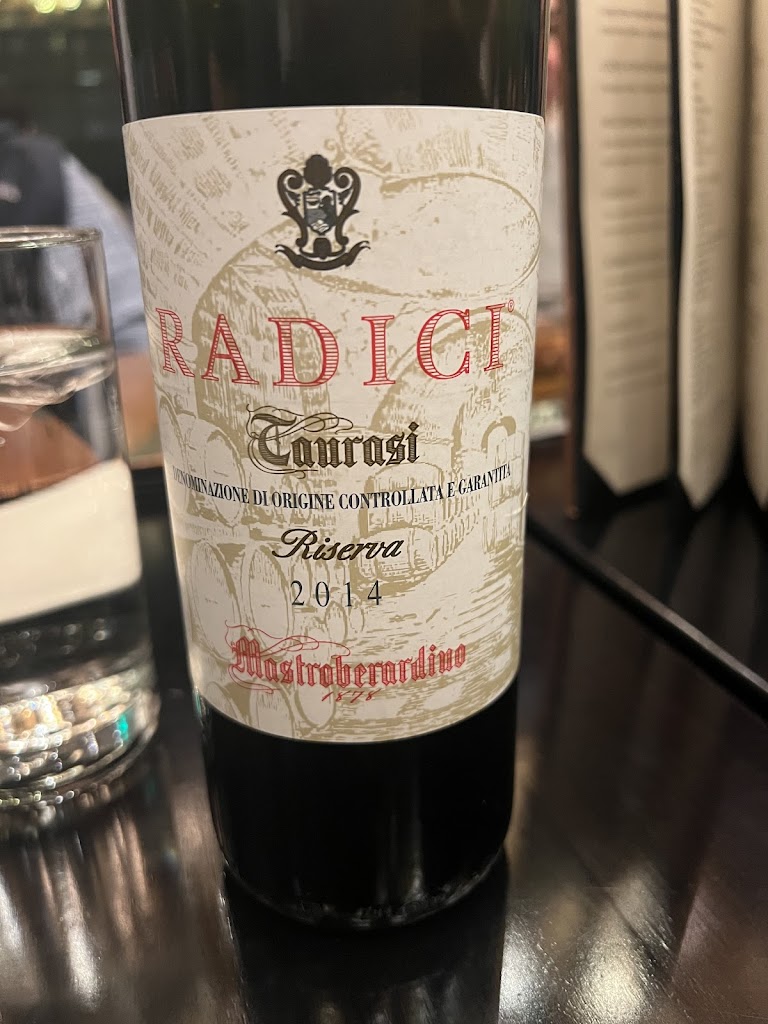 RADICI®
Taurasi
DENOMINAZIONE DI ORIGINE CONTROLLATA E GARANTITA
Riserva
2014
Mastroberardino
1878